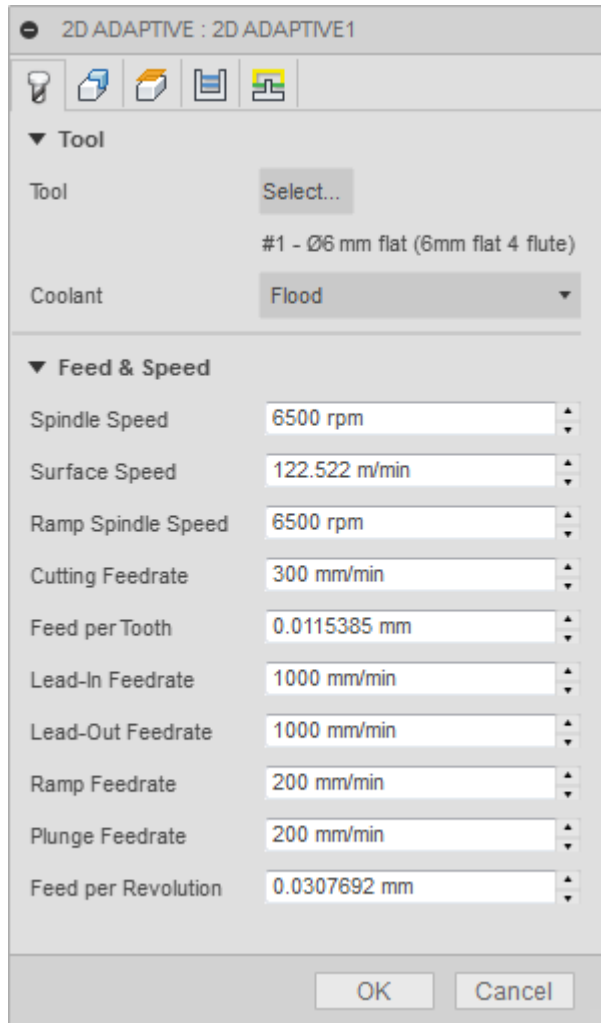 2D ADAPTIVE : 2D ADAPTIVE1
Tool
Tool Select...
#1 - Ø6 mm flat (6mm flat 4 flute)
Coolant Flood
Feed & Speed
Spindle Speed 6500 rpm
Surface Speed 122.522 m/min
Ramp Spindle Speed 6500 rpm
Cutting Feedrate 300 mm/min
Feed per Tooth 0.0115385 mm
Lead-In Feedrate 1000 mm/min
Lead-Out Feedrate 1000 mm/min
Ramp Feedrate 200 mm/min
Plunge Feedrate 200 mm/min
Feed per Revolution 0.0307692 mm
OK Cancel